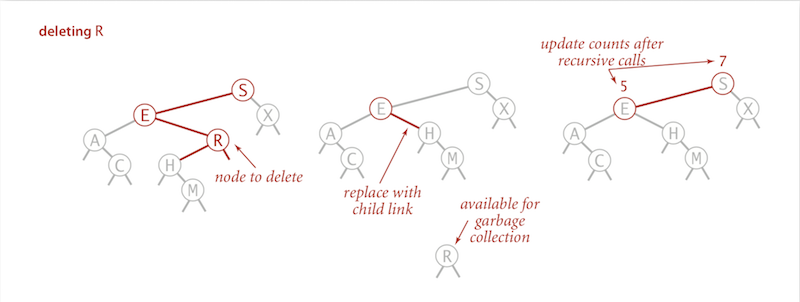 deleting R
S
E
X
A
R
C
H
M
node to delete
S
E
X
A
H
C
M
replace with
child link
available for
garbage
collection
R
update counts after
recursive calls
7
5
S
E
X
A
H
C
M